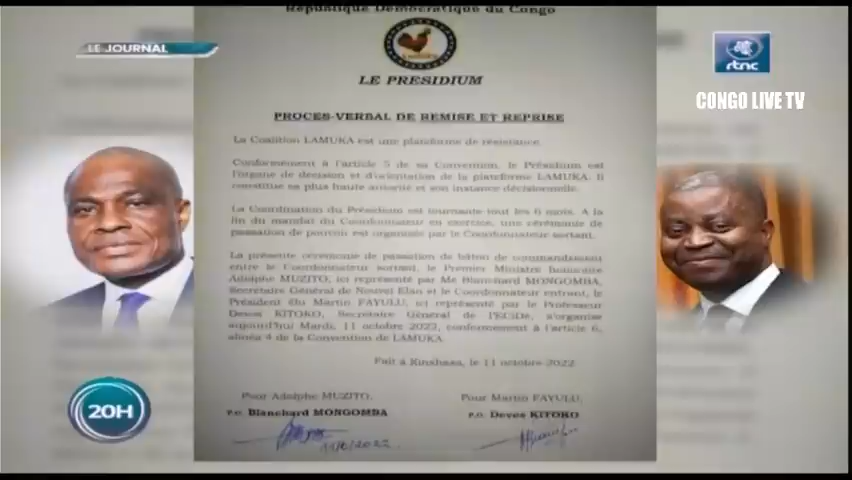 République Démocratique du Congo
LE JOURNAL
rtnc
CONGO LIVE TV
LE PRESIDIUM
PROCES-VERBAL DE REMISE ET REPRISE
La Coalition LAMUKA est une plateforme de résistance.
Conformément à l'article 5 de sa Convention, le Présidium est
l'organe de décision et d'orientation de la plateforme LAMUKA. Il
constitue sa plus haute autorité et son instance décisionnelle.
La Coordination du Présidium est tournante tout les 6 mois. A la
fin du mandat du Coordonnateur en exercice, une cérémonie de
passation de pouvoir est organisée par le Coordonnateur sortant.
La présente cérémonie de passation de bâton de commandement
entre le Coordonnateur sortant, le Premier Ministre honoraire
Adolphe MUZITO, ici représenté par Me Blanchard MONGOMBA,
Secrétaire Général de Nouvel Elan et le Coordonnateur entrant, le
Président élu Martin FAYULU, ici représenté par le Professeur
Devos KITOKO, Secrétaire Général de l'ECiDé, s'organise
aujourd'hui Mardi, 11 octobre 2022, conformément à l'article 6,
alinéa 4 de la Convention de LAMUKA.
Fait à Kinshasa, le 11 octobre 2022
Pour Adolphe MUZITO,
Pour Martin FAYULU,
P.O. Blanchard MONGOMBA
P.O. Devos KITOKO
20H